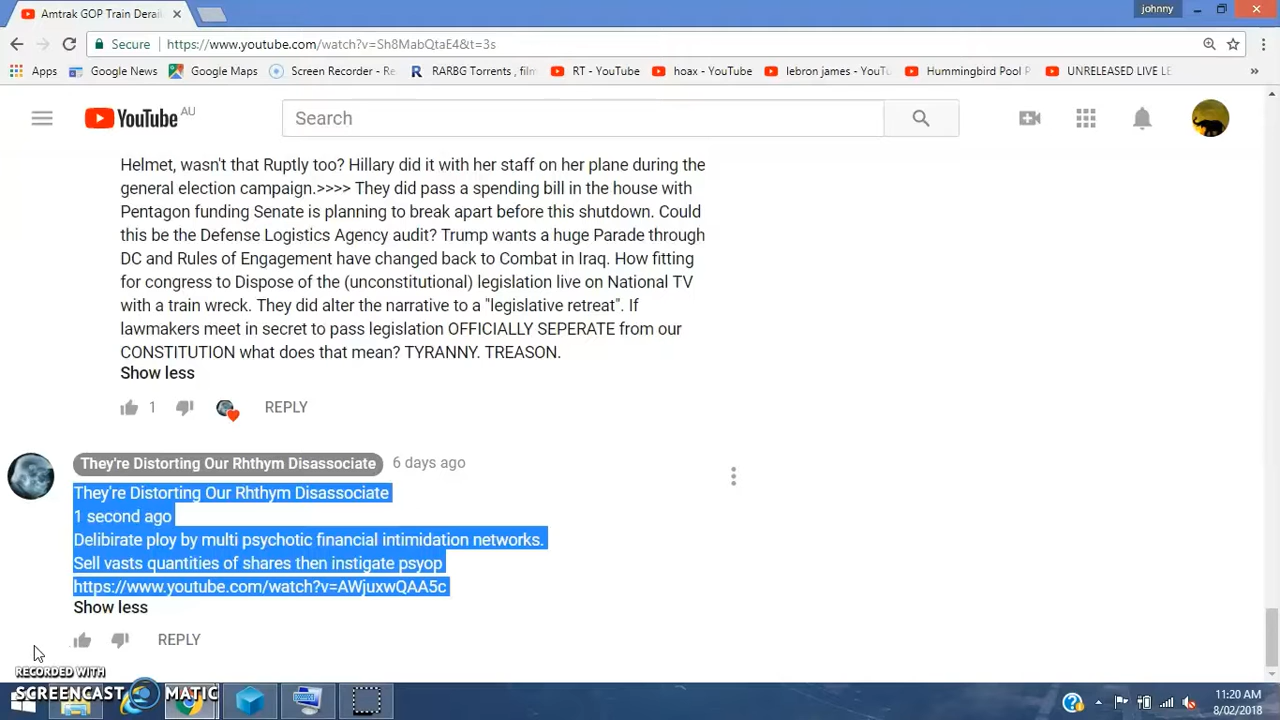 Amtrak GOP Train Derai
johnny
Secure
https://www.youtube.com/watch?v=Sh8MabQtaE4&t=3s
Apps
Google News
Google Maps
Screen Recorder - Re
RARBG Torrents , film
RT - YouTube
hoax - YouTube
lebron james - YouTu
Hummingbird Pool P
UNRELEASED LIVE LE
»
YouTube AU
Search
Helmet, wasn't that Ruptly too? Hillary did it with her staff on her plane during the
general election campaign.>>>> They did pass a spending bill in the house with
Pentagon funding Senate is planning to break apart before this shutdown. Could
this be the Defense Logistics Agency audit? Trump wants a huge Parade through
DC and Rules of Engagement have changed back to Combat in Iraq. How fitting
for congress to Dispose of the (unconstitutional) legislation live on National TV
with a train wreck. They did alter the narrative to a "legislative retreat". If
lawmakers meet in secret to pass legislation OFFICIALLY SEPERATE from our
CONSTITUTION what does that mean? TYRANNY. TREASON.
Show less
1
REPLY
They're Distorting Our Rhthym Disassociate 6 days ago
They're Distorting Our Rhthym Disassociate
1 second ago
Delibirate ploy by multi psychotic financial intimidation networks.
Sell vasts quantities of shares then instigate psyop
https://www.youtube.com/watch?v=AWjuxwQAA5c
Show less
REPLY
RECORDED WITH
SCREENCAST MATIC
11:20 AM
8/02/2018